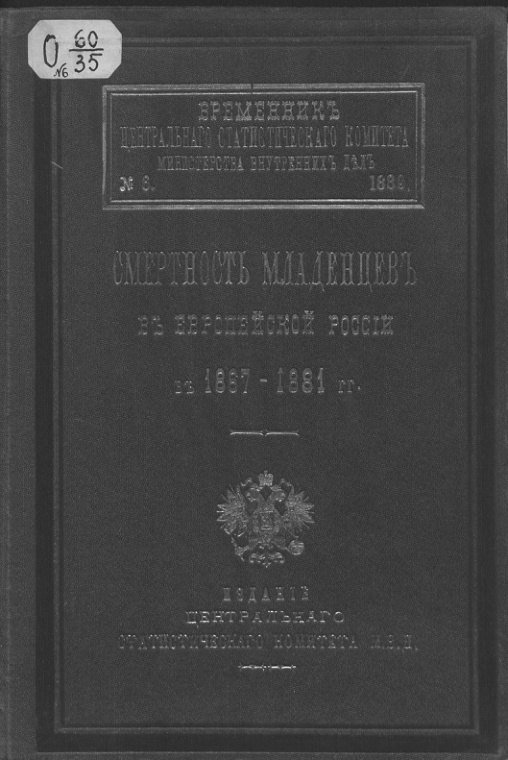 О 60
№6 35
ВРЕМЕННИКЪ
ЦЕНТРАЛЬНАГО СТАТИСТИЧЕСКАГО КОМИТЕТА
МИНИСТЕРСТВА ВНУТРЕННИХЪ ДѢЛЪ
№ 6. 1889.
СМЕРТНОСТЬ МЛАДЕНЦЕВЪ
ВЪ ЕВРОПЕЙСКОЙ РОССІИ
ВЪ 1867 - 1881 ГГ.
ИЗДАНІЕ
ЦЕНТРАЛЬНАГО
СТАТИСТИЧЕСКАГО КОМИТЕТА М.В.Д.